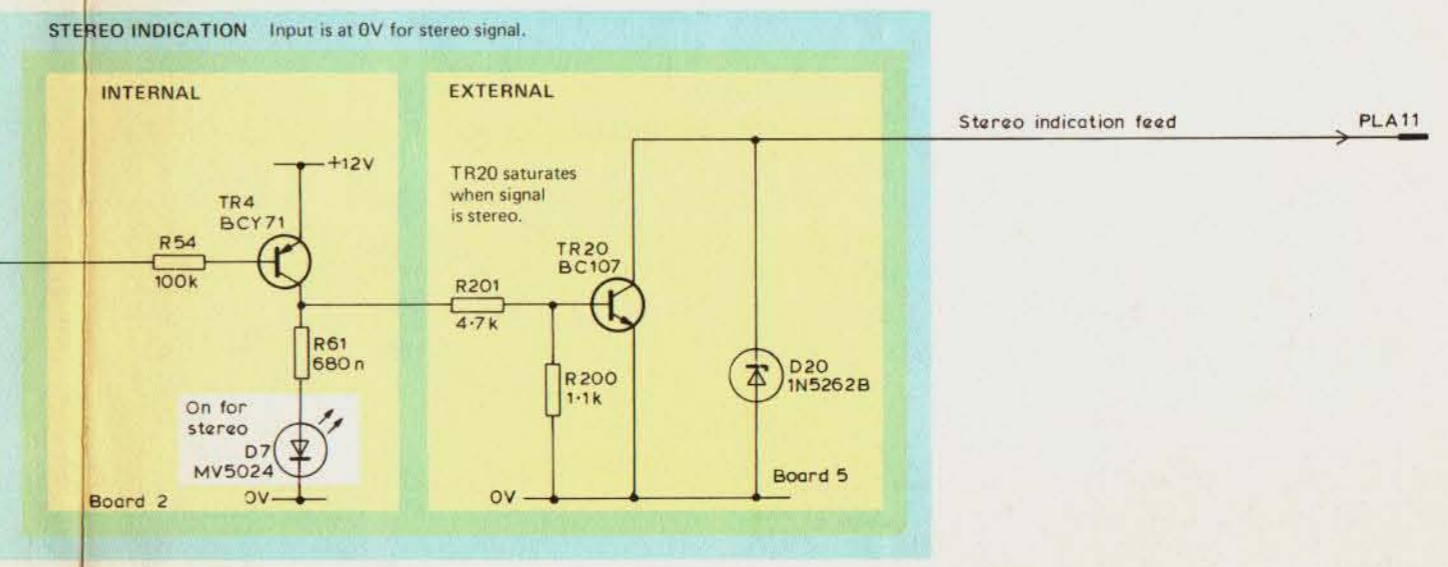 STEREO INDICATION Input is at 0V for stereo signal.
INTERNAL
+12V
TR4
BCY71
R54
100k
R61
680n
On for
stereo
D7
MV5024
0V
Board 2
EXTERNAL
TR20 saturates
when signal
is stereo.
TR20
BC107
R201
4·7k
R200
1·1k
D20
1N5262B
0V
Board 5
Stereo indication feed
PLA11